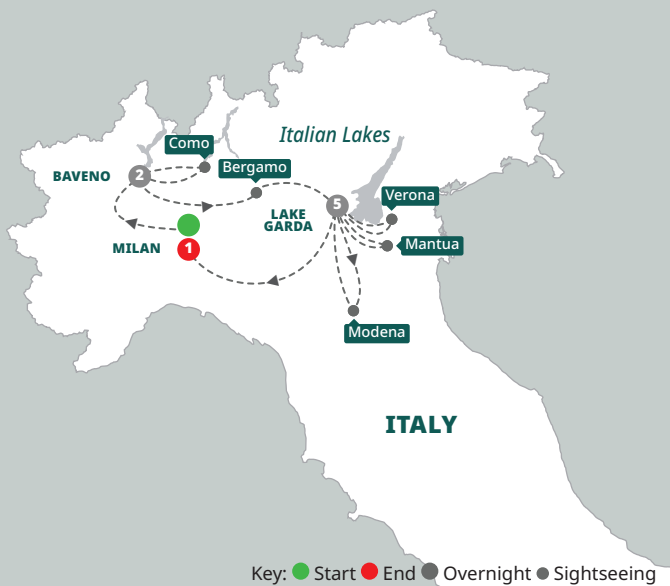 Italian Lakes
Como
Bergamo
BAVENO
2
5
Verona
LAKE
GARDA
Mantua
MILAN
1
Modena
ITALY
Key: Start End Overnight Sightseeing